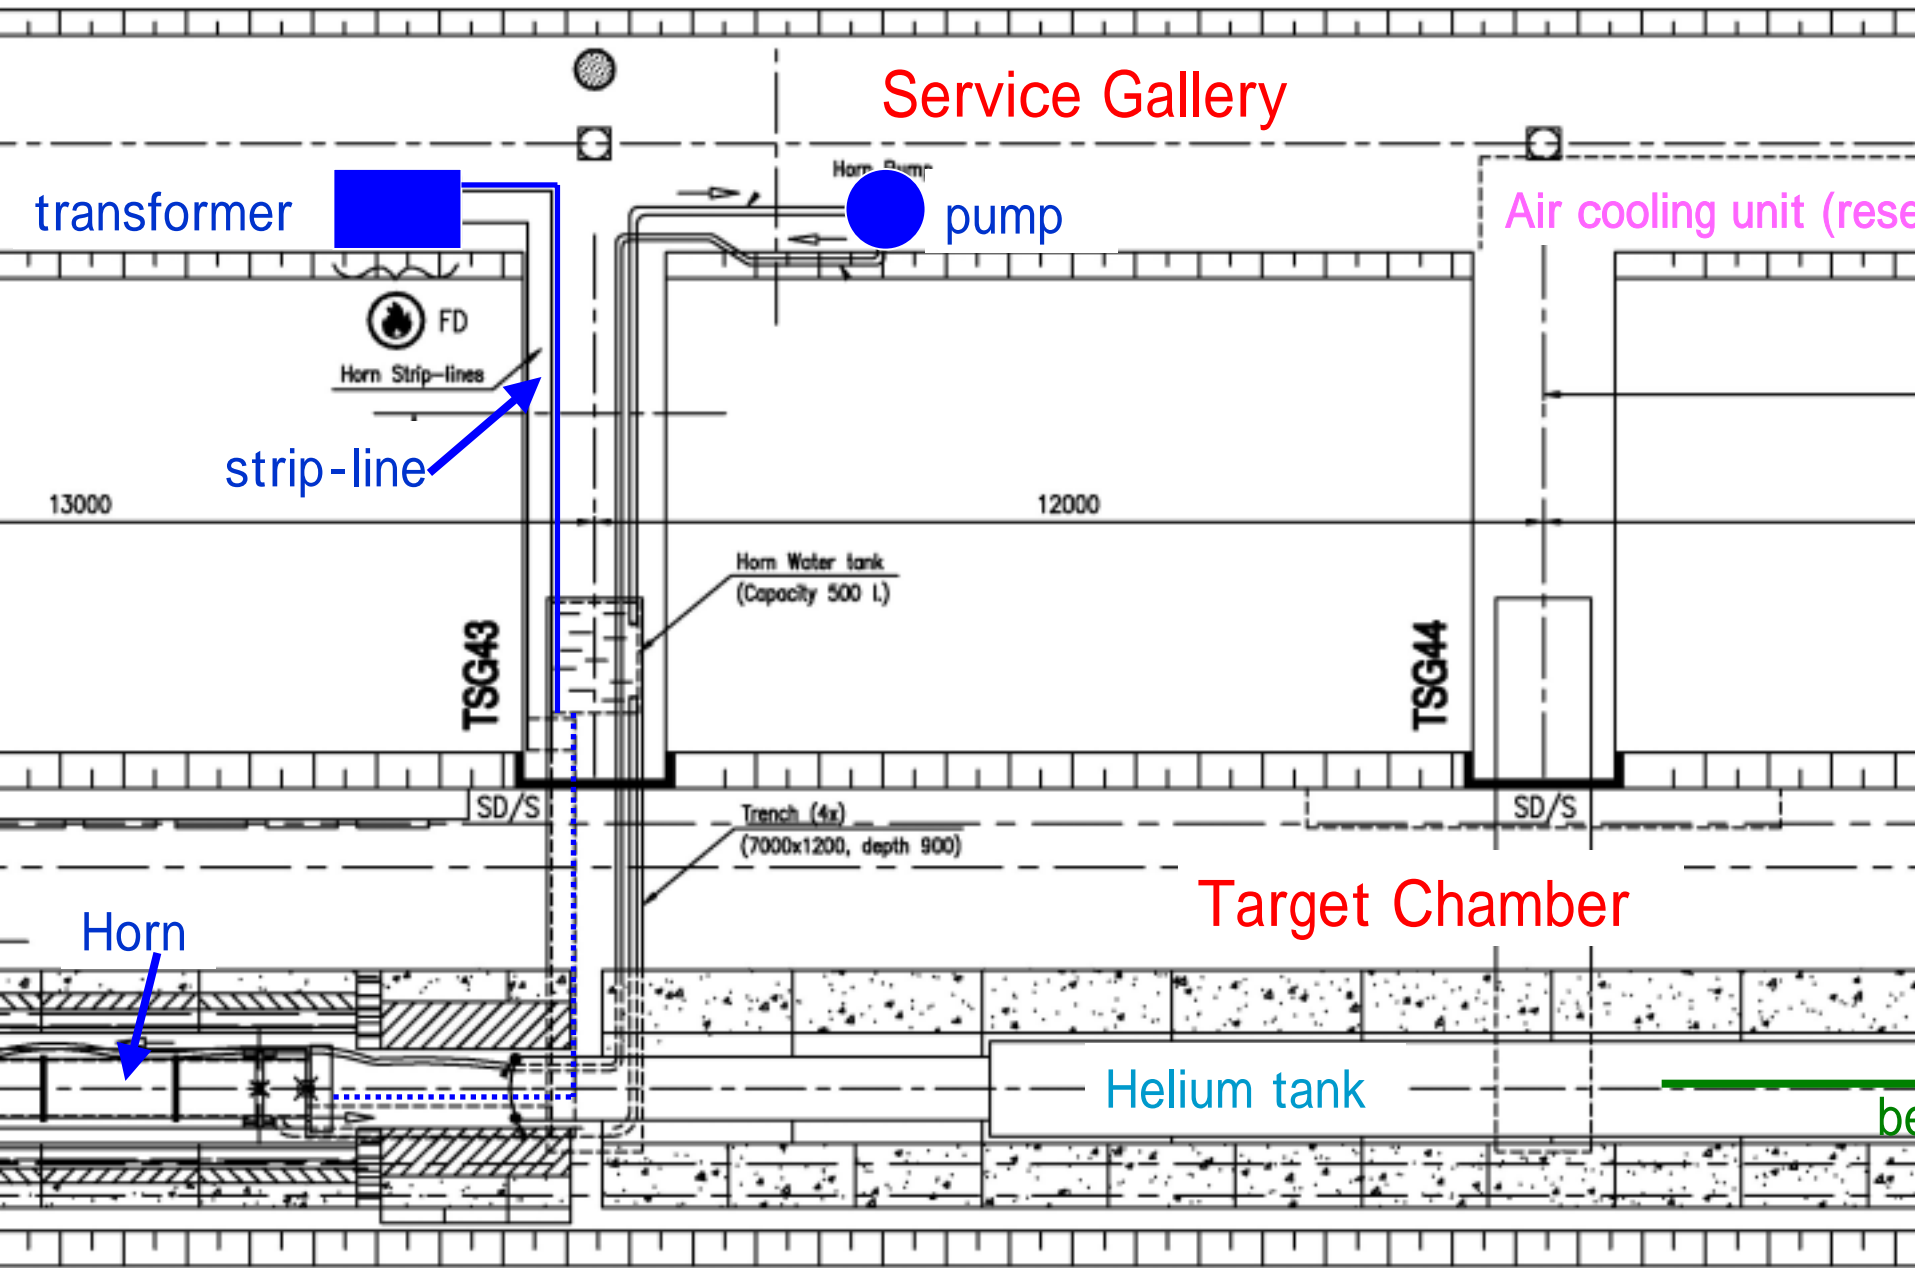 Service Gallery
Horn Pump
transformer
pump
Air cooling unit (rese
FD
Horn Strip-lines
strip-line
13000
12000
Horn Water tank
(Capacity 500 l.)
TSG43
TSG44
SD/S
SD/S
Trench (4x)
(7000x1200, depth 900)
Target Chamber
Horn
Helium tank
be